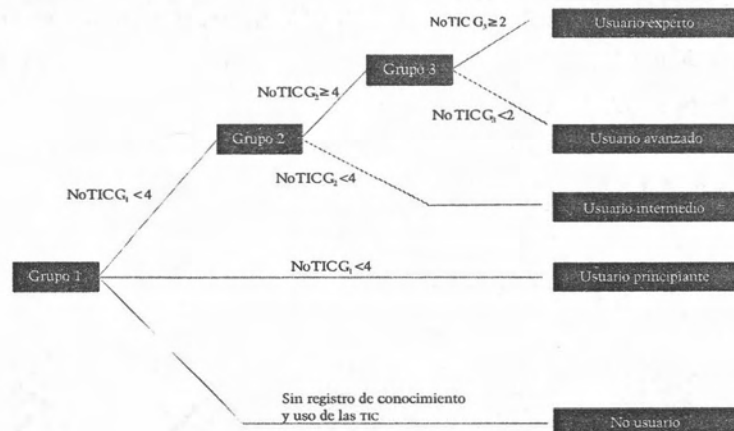 NoTICG₃≥2
Usuario experto
Grupo 3
NoTICG₂≥4
NoTICG₃<2
Grupo 2
Usuario avanzado
NoTICG₂<4
NoTICG₁<4
Usuario intermedio
NoTICG₁<4
Grupo 1
Usuario principiante
Sin registro de conocimiento
y uso de las TIC
No usuario